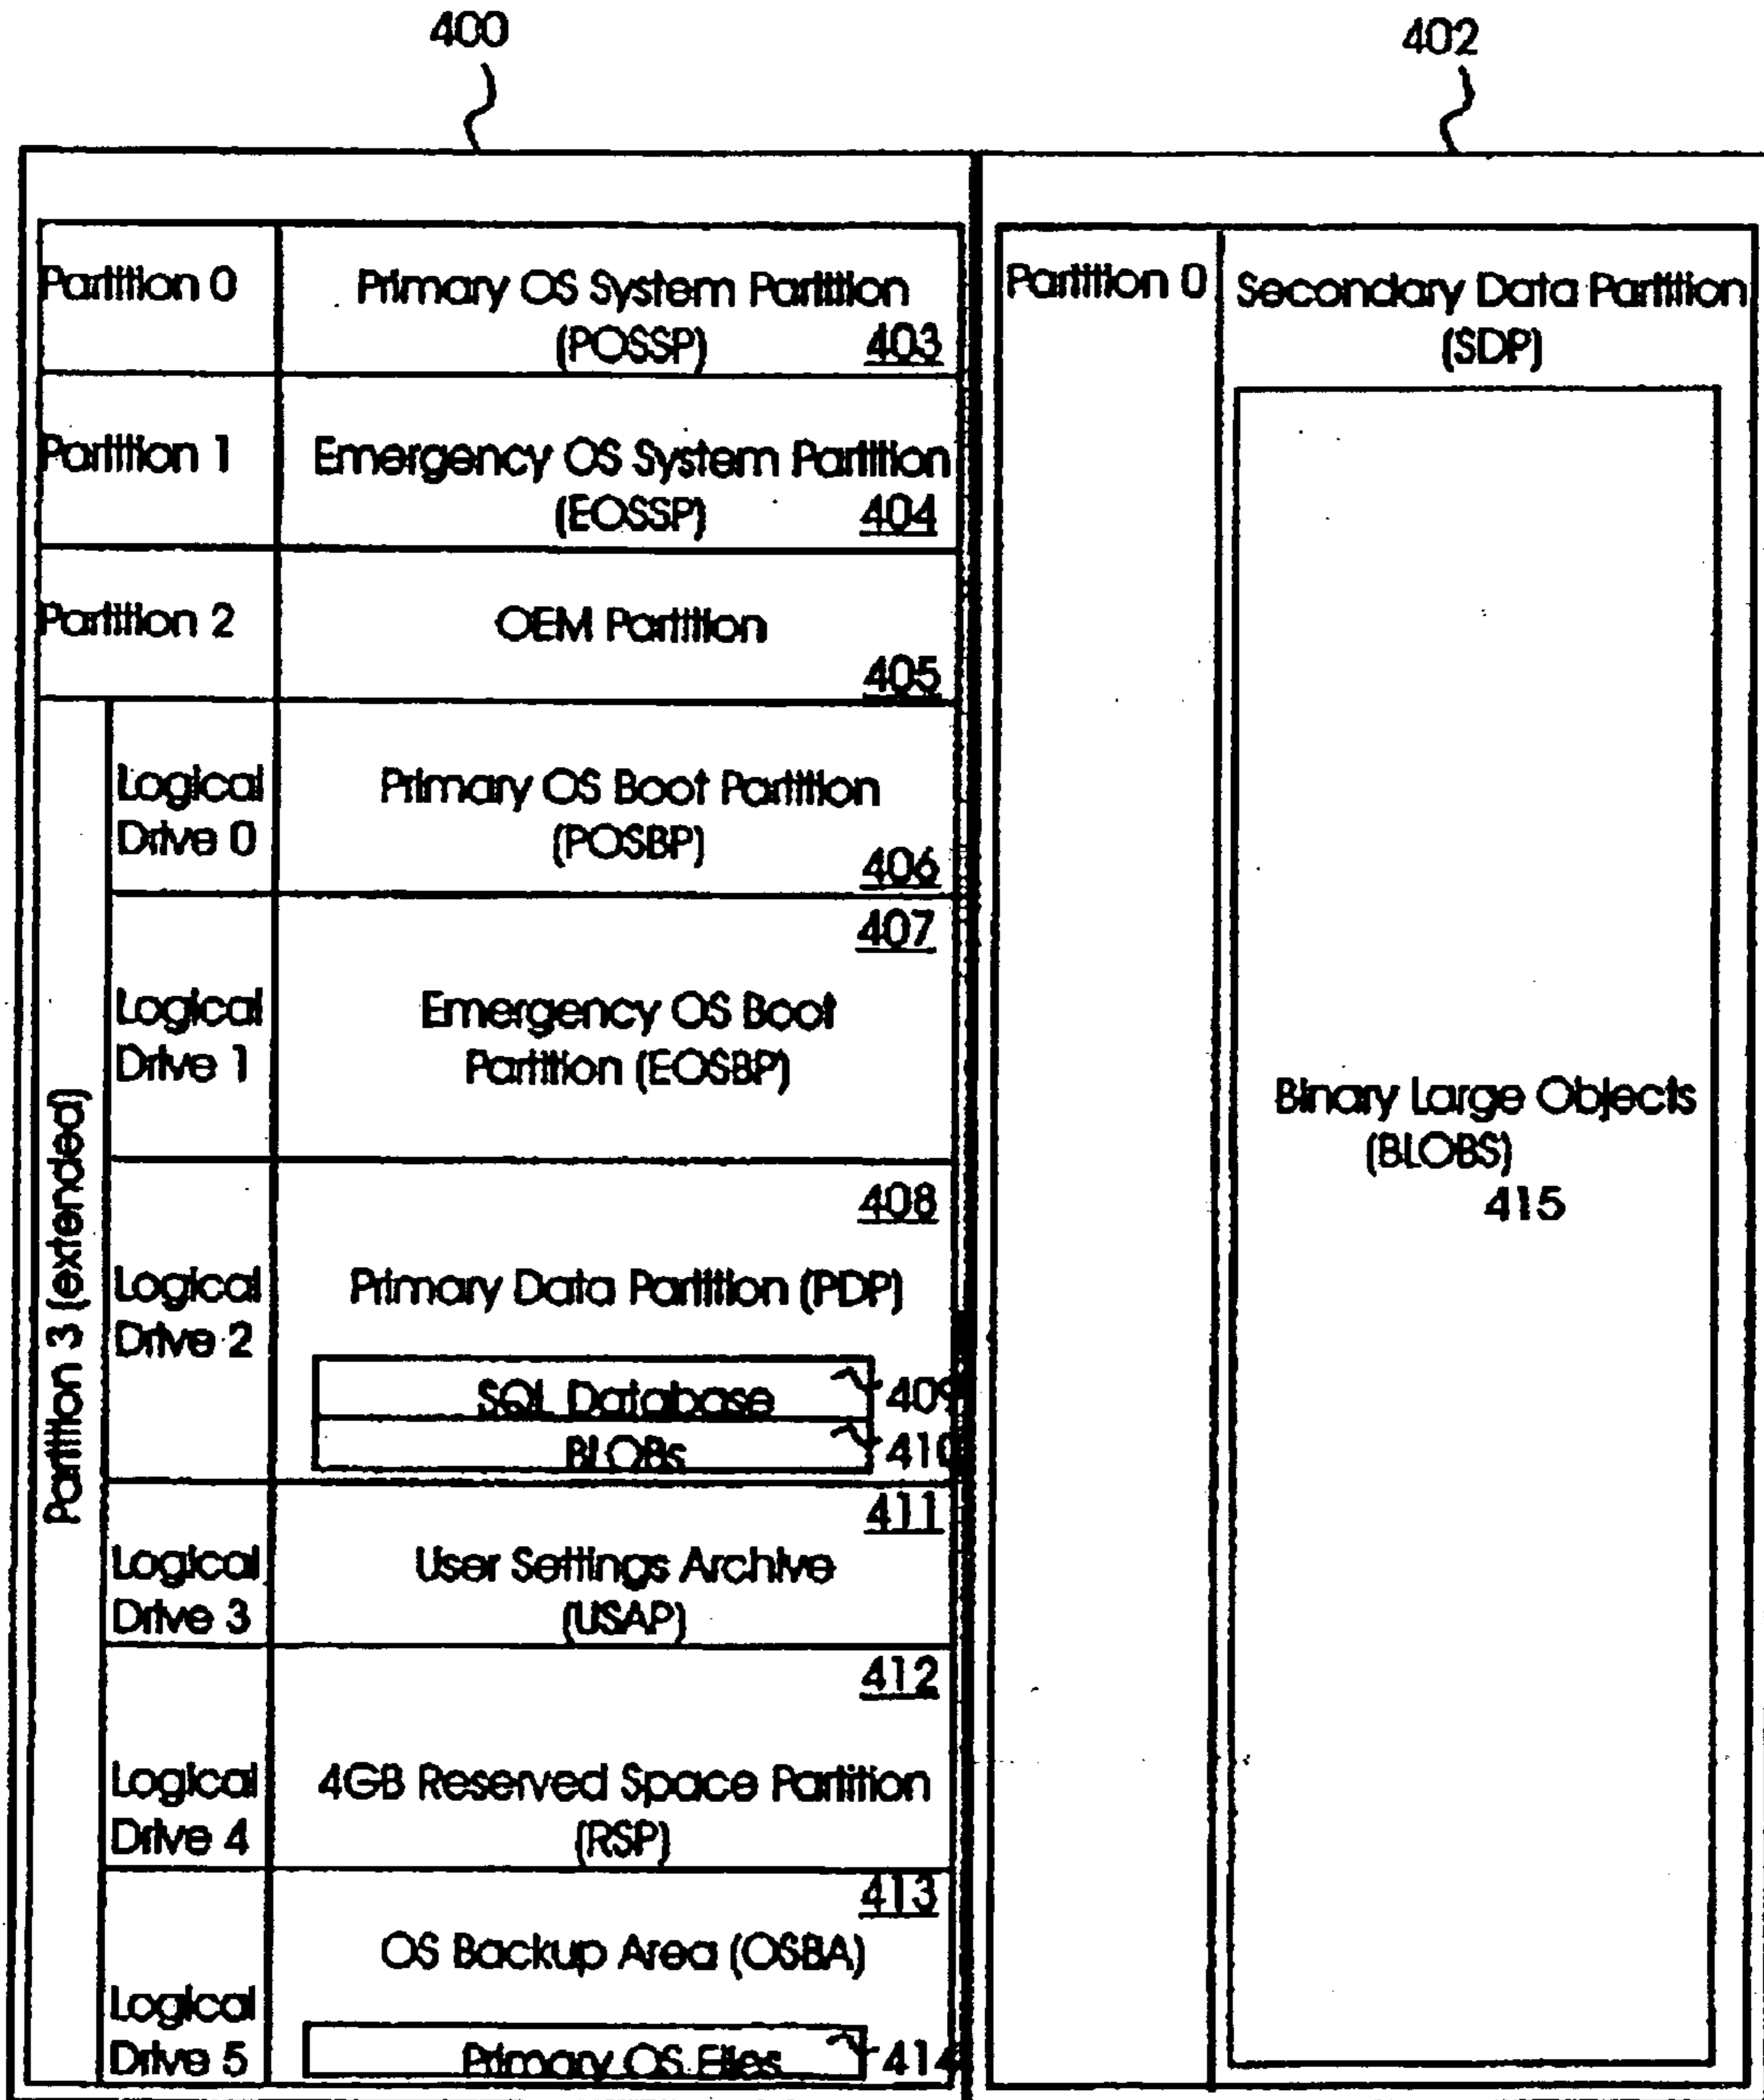 400
402
Partition 0
Primary OS System Partition
(POSSP)
403
Partition 1
Emergency OS System Partition
(EOSSP)
404
Partition 2
OEM Partition
405
Partition 3 (extended)
Logical
Drive 0
Primary OS Boot Partition
(POSBP)
406
Logical
Drive 1
407
Emergency OS Boot
Partition (EOSBP)
Logical
Drive 2
408
Primary Data Partition (PDP)
SQL Database
409
BLOBs
410
Logical
Drive 3
411
User Settings Archive
(USAP)
Logical
Drive 4
412
4GB Reserved Space Partition
(RSP)
Logical
Drive 5
413
OS Backup Area (OSBA)
Primary OS Files
414
Partition 0
Secondary Data Partition
(SDP)
Binary Large Objects
(BLOBS)
415